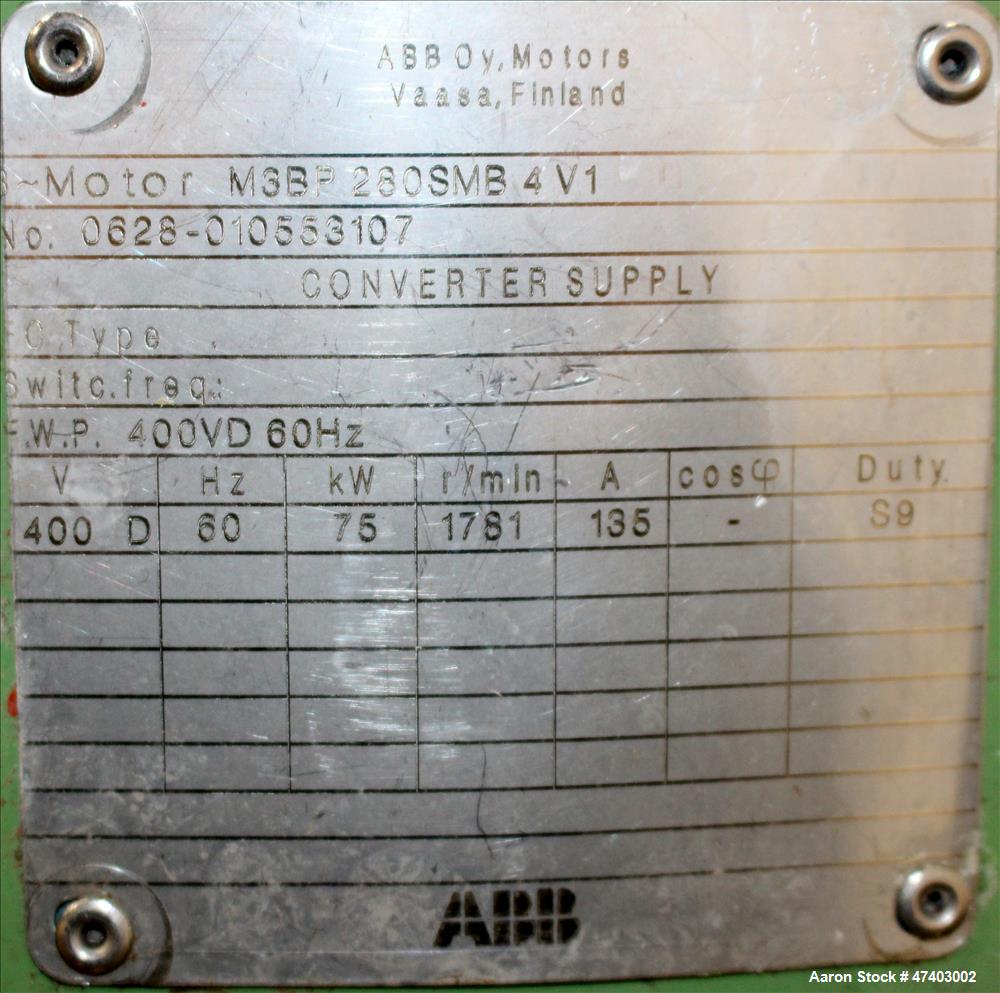 ABB Oy, Motors
Vaasa, Finland
3~Motor M3BP 280SMB 4 V1
No. 0628-010553107
CONVERTER SUPPLY
C.Type
Switc.freq.:
F.W.P. 400VD 60Hz
V Hz kW r/min A cosφ Duty
400 D 60 75 1781 135 - S9
ABB
Aaron Stock # 47403002